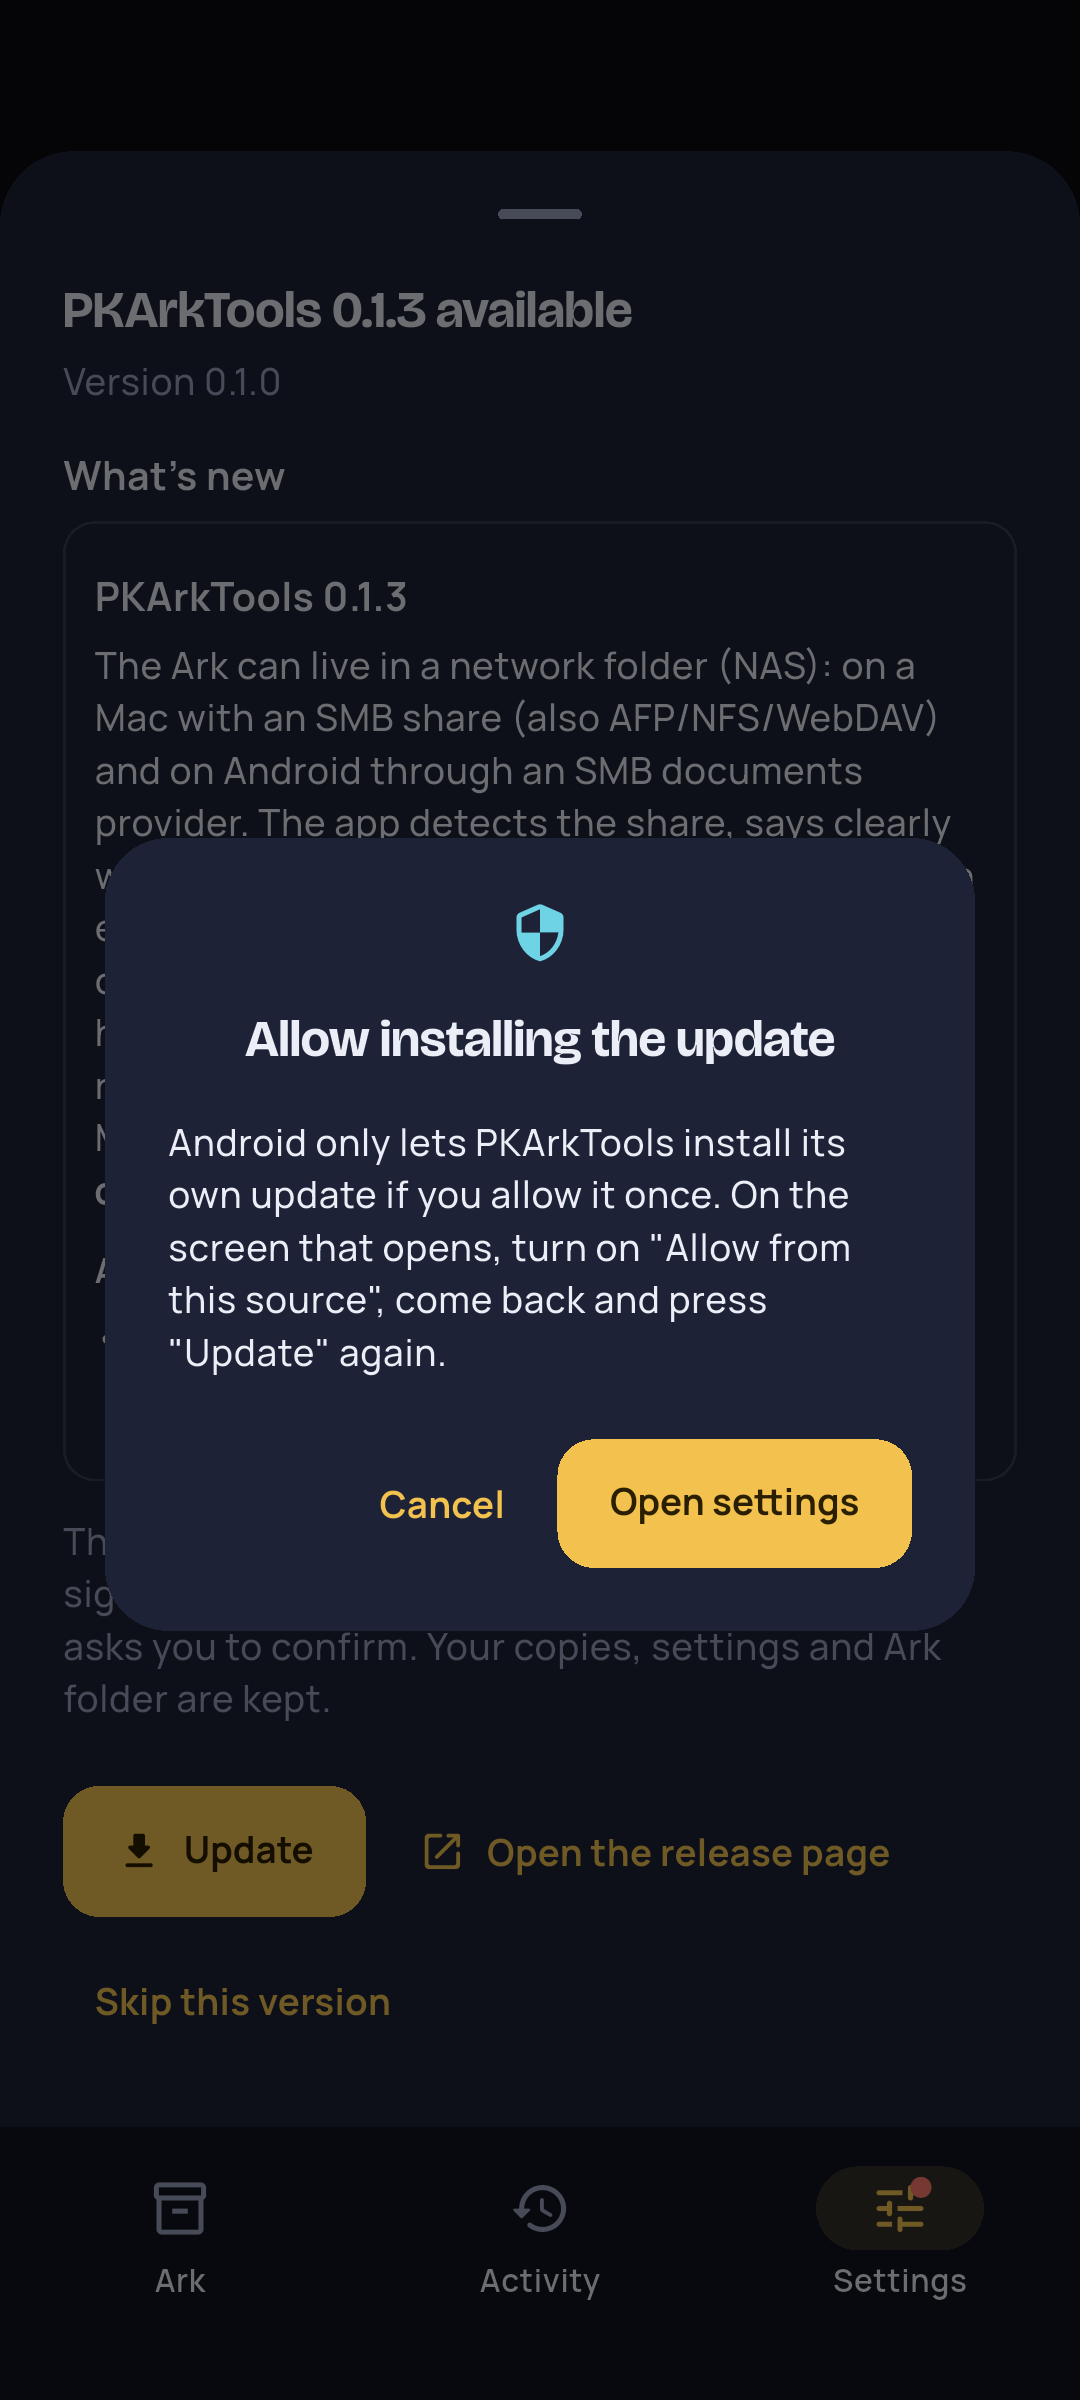 PKArkTools 0.1.3 available
Version 0.1.0
What's new
PKArkTools 0.1.3
The Ark can live in a network folder (NAS): on a
Mac with an SMB share (also AFP/NFS/WebDAV)
and on Android through an SMB documents
provider. The app detects the share, says clearly
Allow installing the update
Android only lets PKArkTools install its
own update if you allow it once. On the
screen that opens, turn on "Allow from
this source", come back and press
"Update" again.
Cancel
Open settings
asks you to confirm. Your copies, settings and Ark
folder are kept.
Update
Open the release page
Skip this version
Ark
Activity
Settings